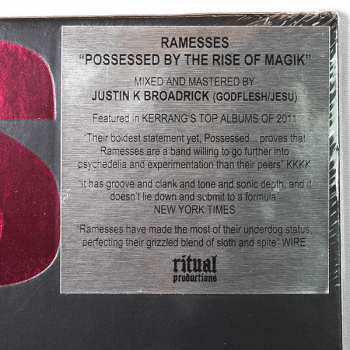 RAMESSES
"POSSESSED BY THE RISE OF MAGIK"
MIXED AND MASTERED BY
JUSTIN K BROADRICK (GODFLESH/JESU)
Featured in KERRANG'S TOP ALBUMS OF 2011
"Their boldest statement yet, Possessed... proves that
Ramesses are a band willing to go further into
psychedelia and experimentation than their peers" KKKK
"it has groove and clank and tone and sonic depth, and it
doesn't lie down and submit to a formula"
NEW YORK TIMES
"Ramesses have made the most of their underdog status,
perfecting their grizzled blend of sloth and spite" WIRE
ritual
productions